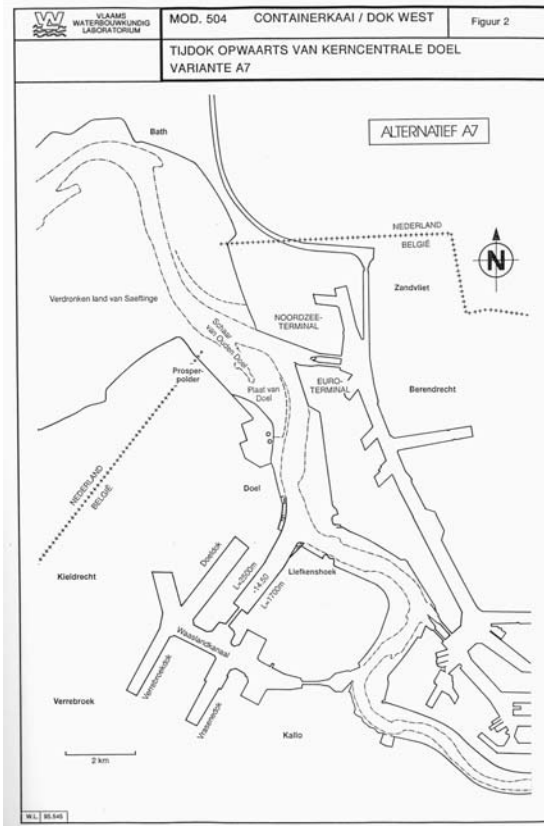 VLAAMS
WATERBOUWKUNDIG
LABORATORIUM
MOD. 504 CONTAINERKAAI / DOK WEST
Figuur 2
TIJDOK OPWAARTS VAN KERNCENTRALE DOEL
VARIANTE A7
ALTERNATIEF A7
Bath
NEDERLAND
BELGIË
N
Zandvliet
Verdronken land van Saeftinge
NOORDZEE-
TERMINAL
Schaar
van Ouden Doel
Prosper-
polder
Plaat van
Doel
EURO-
TERMINAL
Berendrecht
NEDERLAND
BELGIË
Doel
Kieldrecht
Doeldok
L=2500m
-14.50
L=1700m
Liefkenshoek
Waaslandkanaal
Verrebroekdok
Verrebroek
Vrasenedok
Kallo
2 km
W.L. 95.545